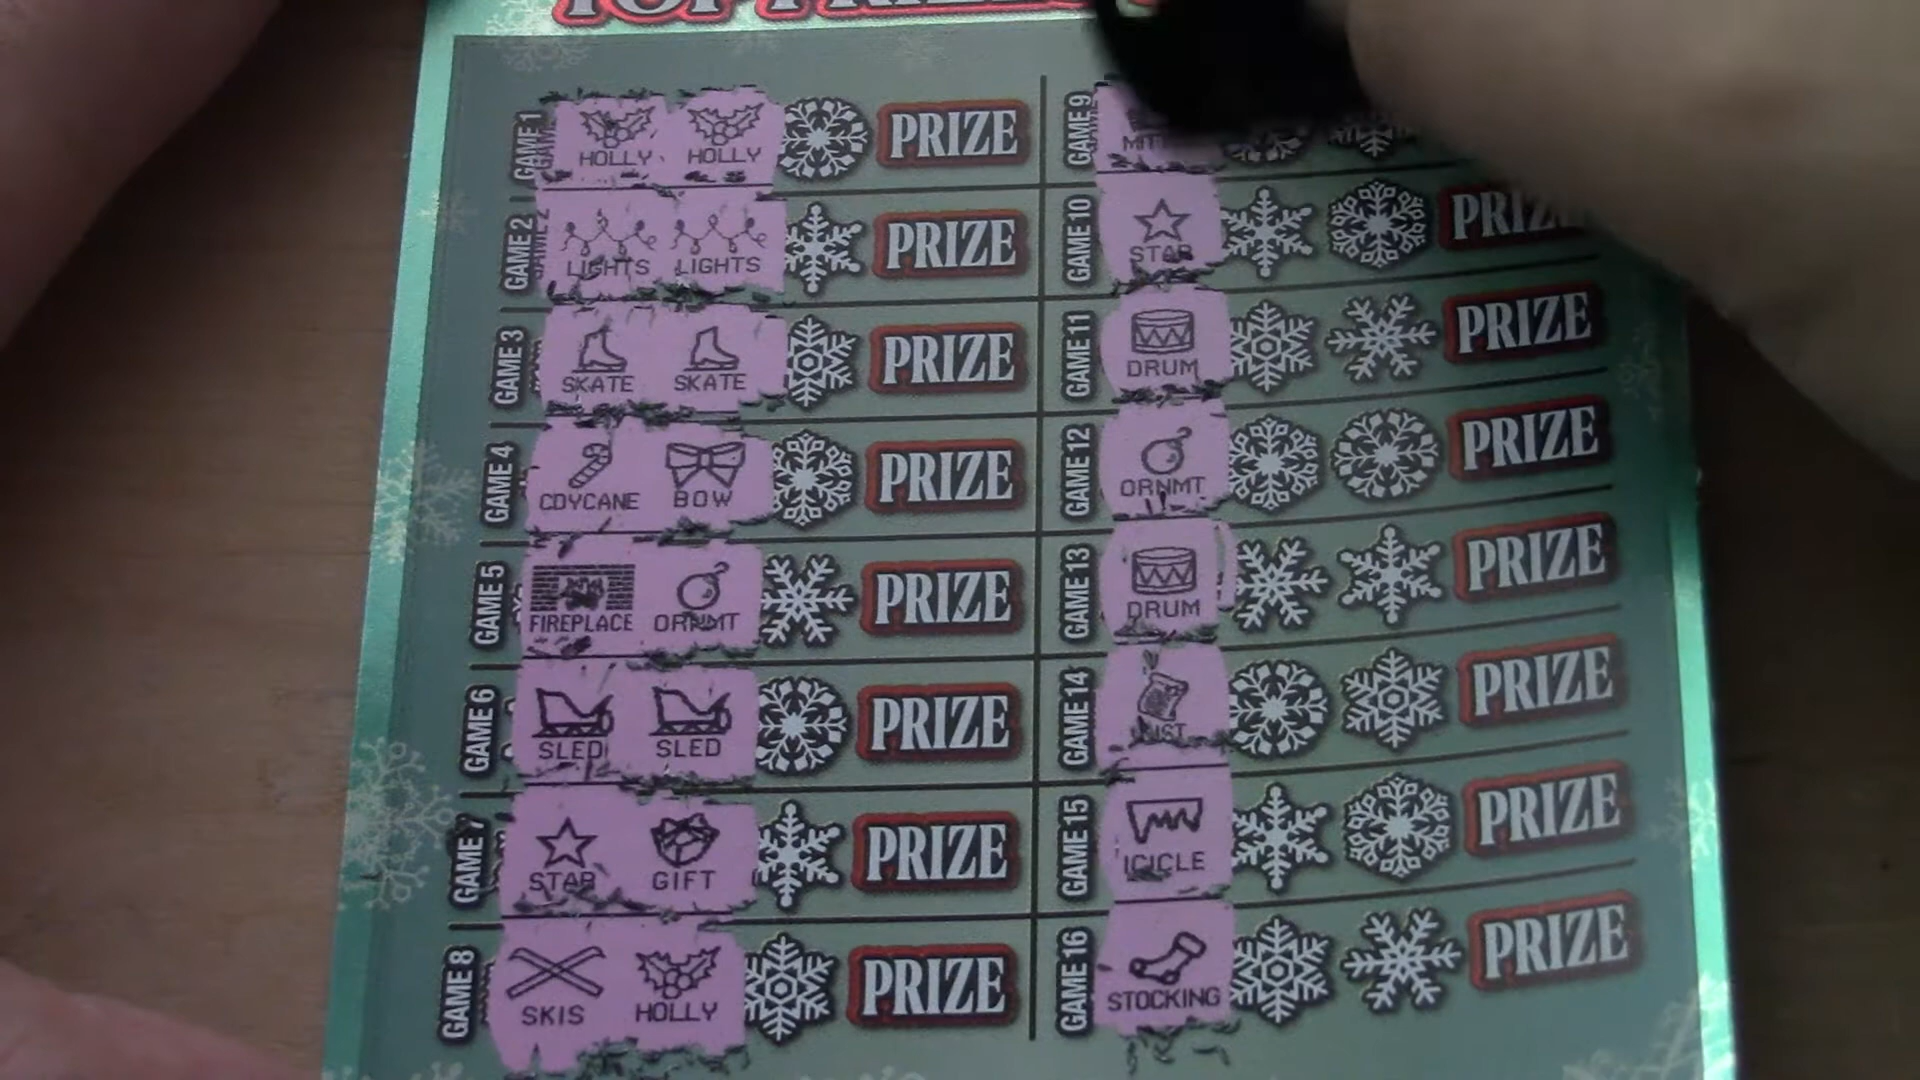 TOP PRIZE
GAME 1 HOLLY HOLLY PRIZE
GAME 2 LIGHTS LIGHTS PRIZE
GAME 3 SKATE SKATE PRIZE
GAME 4 CDYCANE BOW PRIZE
GAME 5 FIREPLACE ORNMT PRIZE
GAME 6 SLED SLED PRIZE
GAME 7 STAR GIFT PRIZE
GAME 8 SKIS HOLLY PRIZE
GAME 9
GAME 10 STAR PRIZE
GAME 11 DRUM PRIZE
GAME 12 ORNMT PRIZE
GAME 13 DRUM PRIZE
GAME 14 PRIZE
GAME 15 ICICLE PRIZE
GAME 16 STOCKING PRIZE